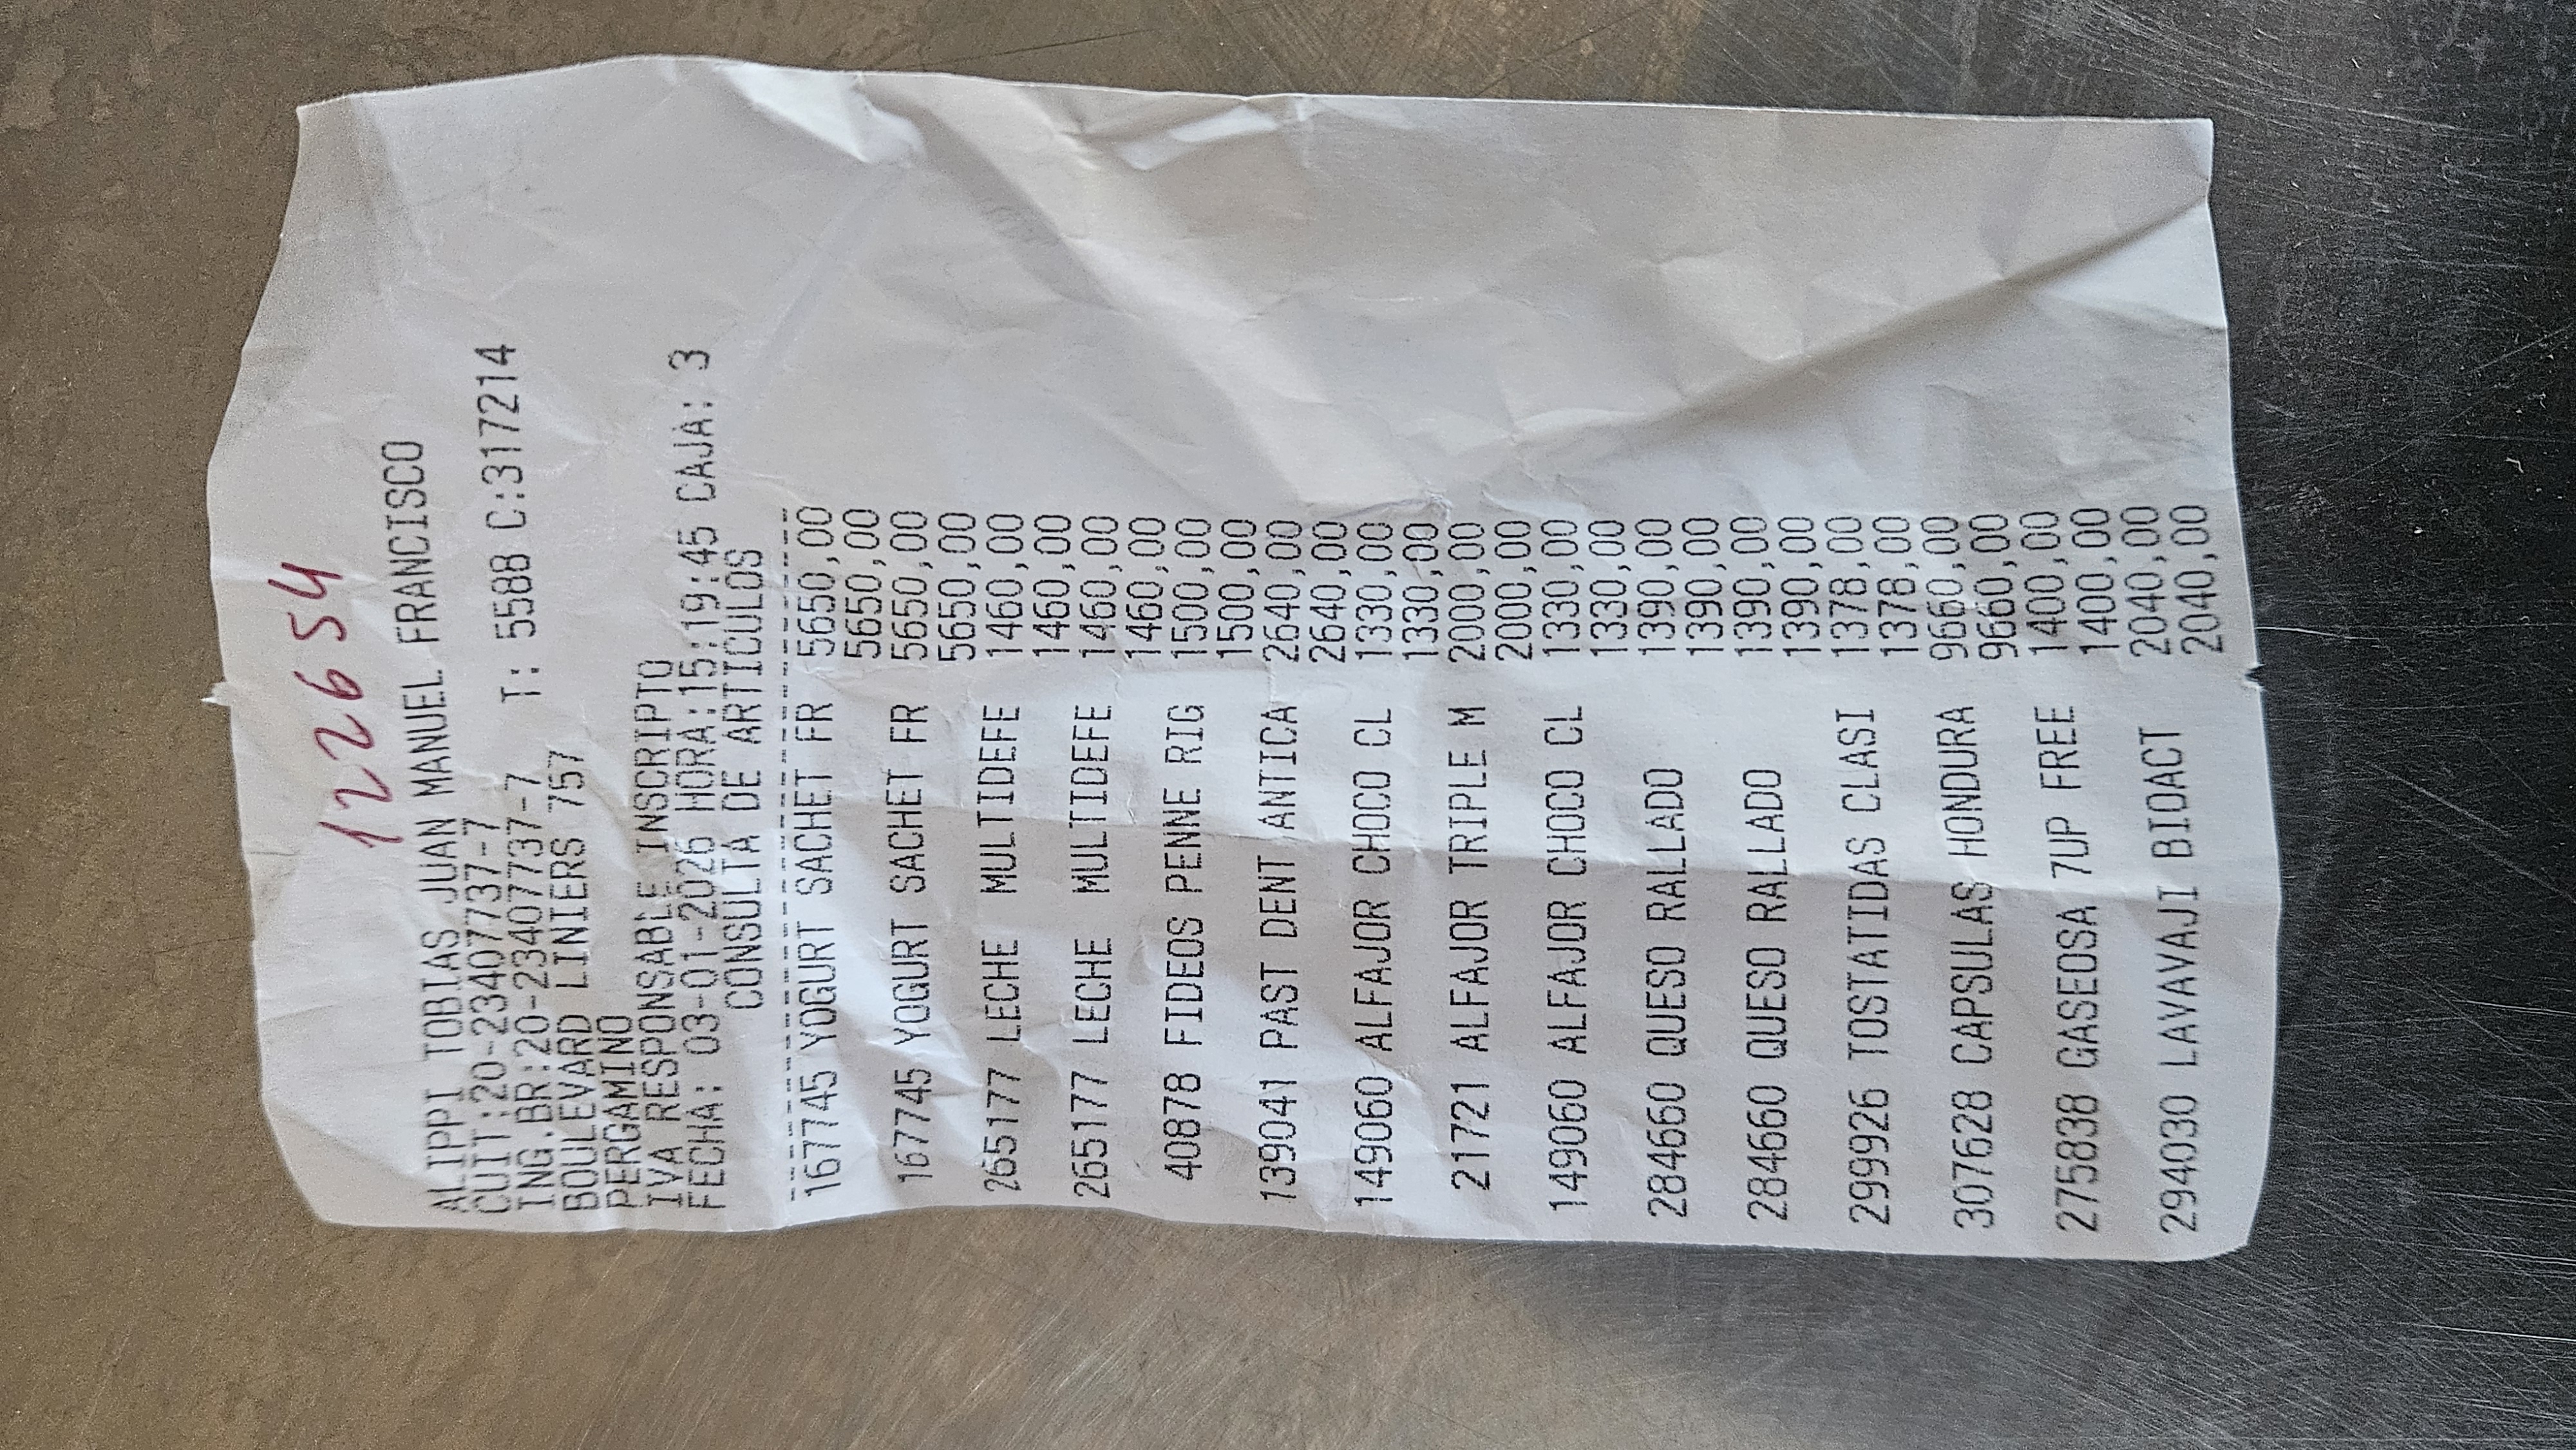 122654
ALIPPI TOBIAS JUAN MANUEL FRANCISCO
CUIT:20-23407737-7
ING.BR:20-23407737-7 T: 5588 C:317214
BOULEVARD LINIERS 757
PERGAMINO
IVA RESPONSABLE INSCRIPTO
FECHA: 03-01-2026 HORA:15:19:45 CAJA: 3
CONSULTA DE ARTICULOS
167745 YOGURT SACHET FR 5650,00
5650,00
167745 YOGURT SACHET FR 5650,00
5650,00
265177 LECHE MULTIDEFE 1460,00
1460,00
265177 LECHE MULTIDEFE 1460,00
1460,00
40878 FIDEOS PENNE RIG 1500,00
1500,00
139041 PAST DENT ANTICA 2640,00
2640,00
149060 ALFAJOR CHOCO CL 1330,00
1330,00
21721 ALFAJOR TRIPLE M 2000,00
2000,00
149060 ALFAJOR CHOCO CL 1330,00
1330,00
284660 QUESO RALLADO 1390,00
1390,00
284660 QUESO RALLADO 1390,00
1390,00
299926 TOSTATIDAS CLASI 1378,00
1378,00
307628 CAPSULAS HONDURA 9660,00
9660,00
275838 GASEOSA 7UP FREE 1400,00
1400,00
294030 LAVAVAJI BIOACT 2040,00
2040,00